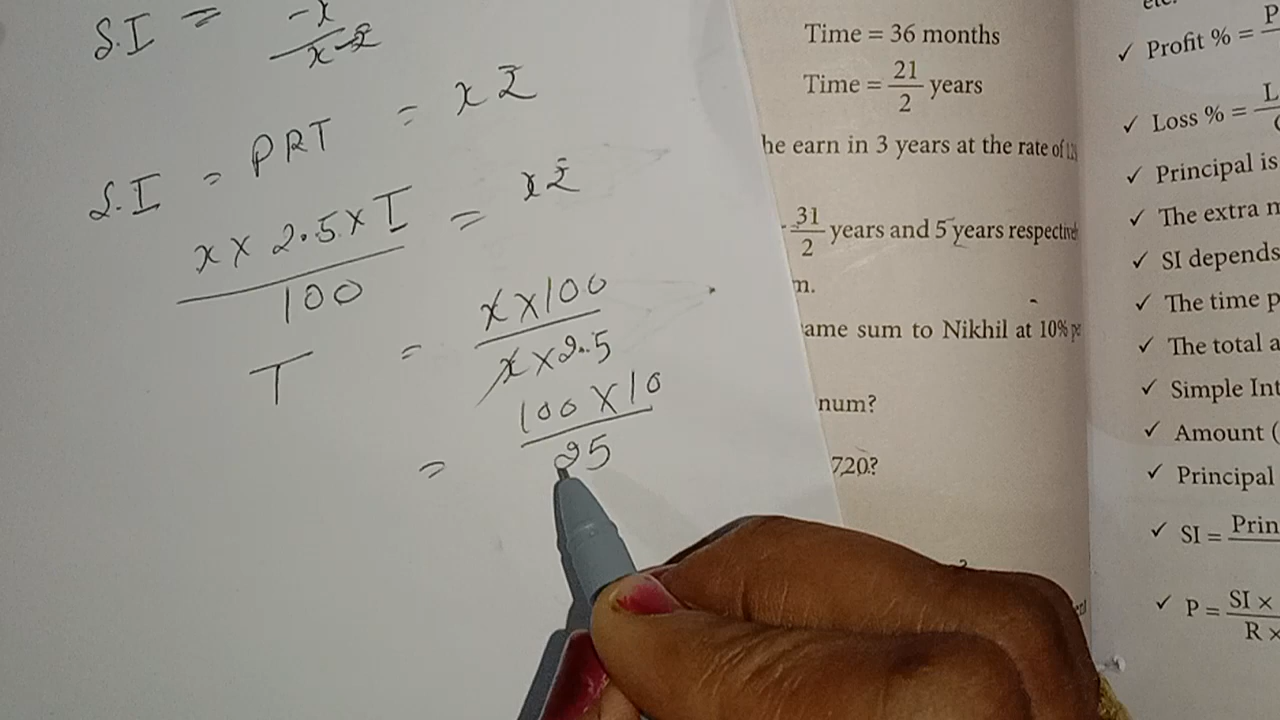 S.I = x/x-₹
S.I = PRT = x₹
x × 2.5 × T / 100 = x₹
T = x × 100 / x × 2.5
= 100 × 10 / 25
Time = 36 months
Time = 21/2 years
he earn in 3 years at the rate of
31/2 years and 5 years respective
m.
ame sum to Nikhil at 10% pe
num?
720?
etc.
✓ Profit % = P
✓ Loss % = L
✓ Principal is
✓ The extra m
✓ SI depends
✓ The time p
✓ The total a
✓ Simple Int
✓ Amount (
✓ Principal
✓ SI = Prin
✓ P = SI × / R ×